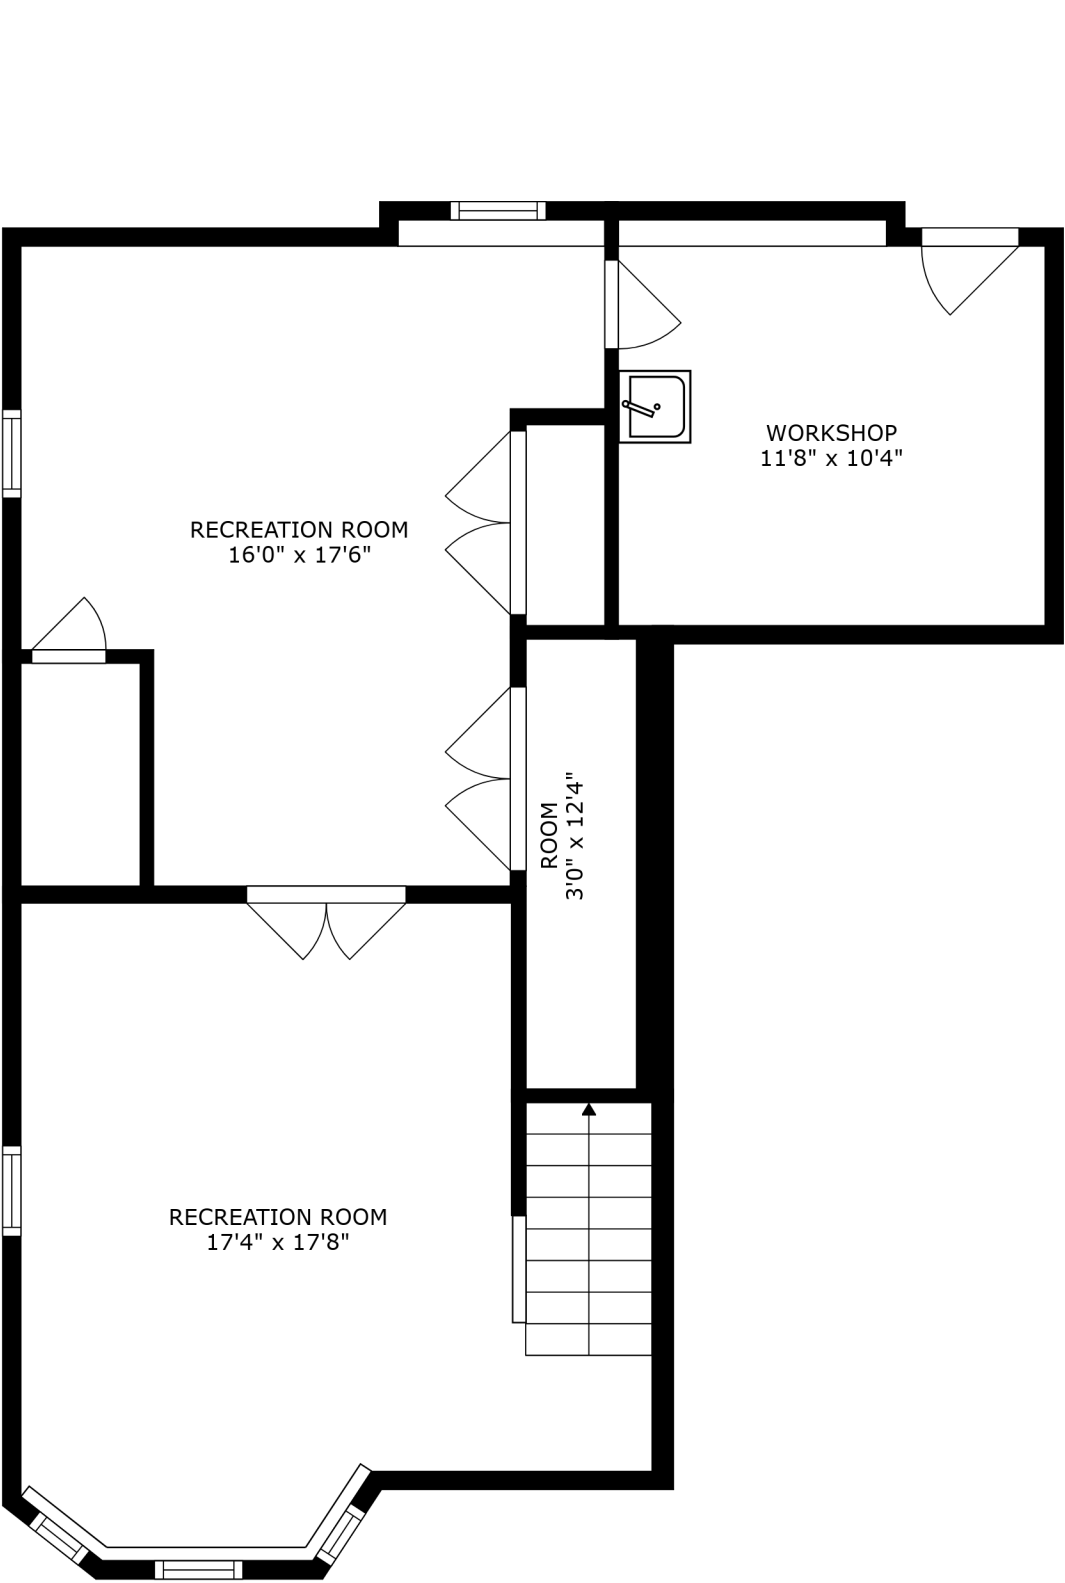 WORKSHOP
11'8" x 10'4"
RECREATION ROOM
16'0" x 17'6"
ROOM
3'0" x 12'4"
RECREATION ROOM
17'4" x 17'8"